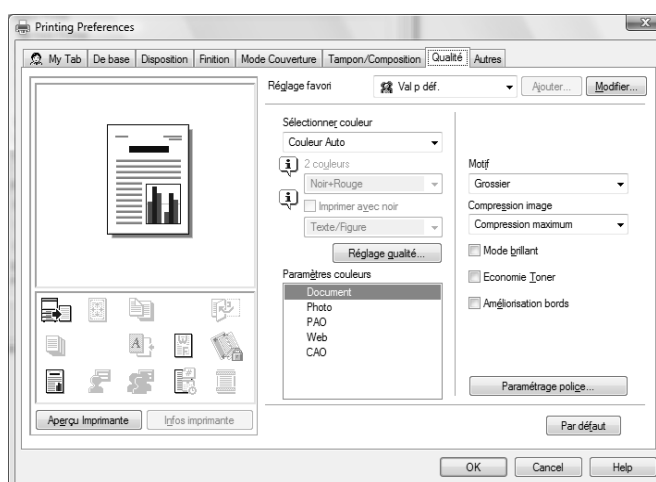 Printing Preferences
My Tab De base Disposition Finition Mode Couverture Tampon/Composition Qualité Autres
Réglage favori Val p déf. Ajouter... Modifier...
Sélectionner couleur
Couleur Auto
2 couleurs
Noir+Rouge
Imprimer avec noir
Texte/Figure
Réglage qualité...
Paramètres couleurs
Document
Photo
PAO
Web
CAO
Motif
Grossier
Compression image
Compression maximum
Mode brillant
Economie Toner
Améliorisation bords
Paramétrage police...
Aperçu Imprimante Infos imprimante
Par défaut
OK Cancel Help